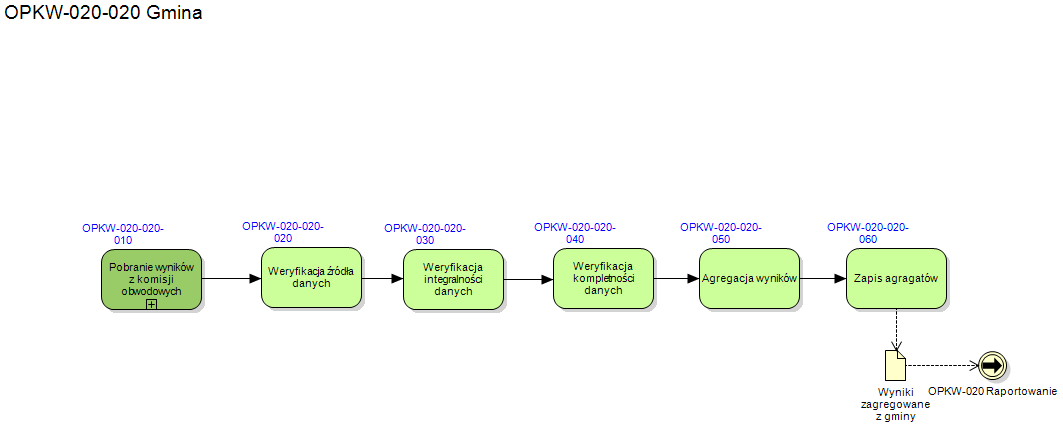 OPKW-020-020 Gmina
OPKW-020-020-
010
Pobranie wyników
z komisji
obwodowych
OPKW-020-020-
020
Weryfikacja źródła
danych
OPKW-020-020-
030
Weryfikacja
integralności
danych
OPKW-020-020-
040
Weryfikacja
kompletności
danych
OPKW-020-020-
050
Agregacja wyników
OPKW-020-020-
060
Zapis agragatów
Wyniki
zagregowane
z gminy
OPKW-020 Raportowanie